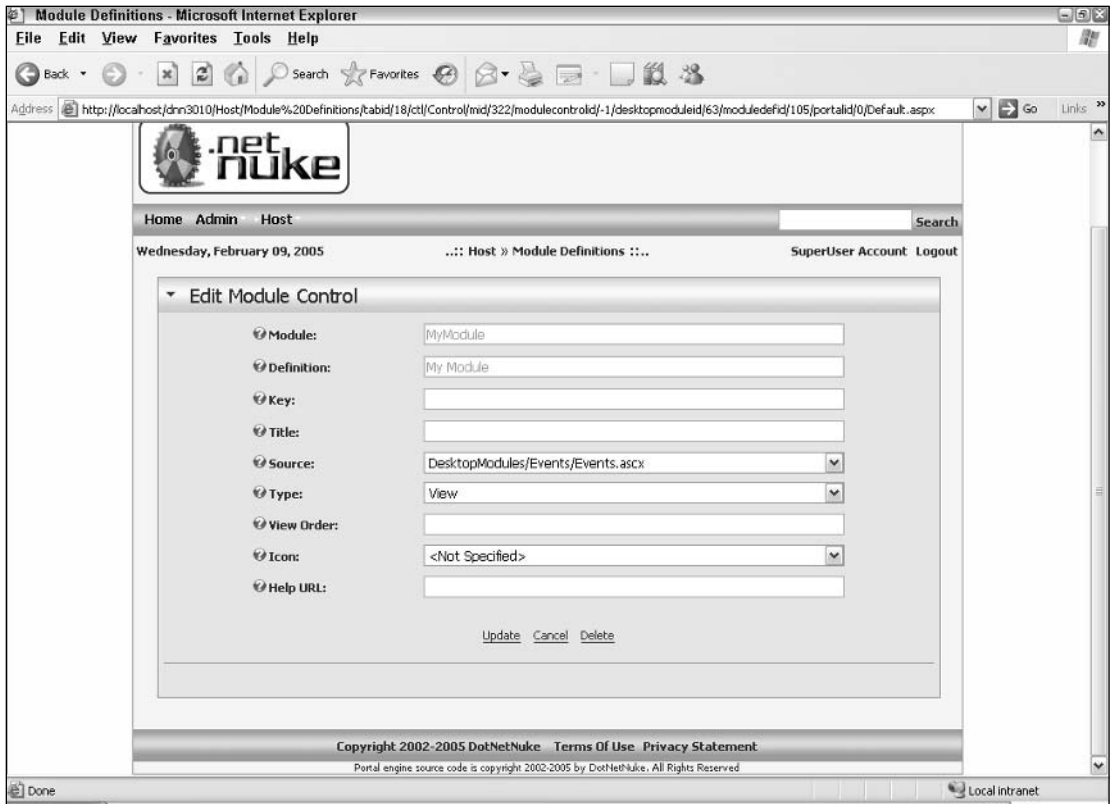 Module Definitions - Microsoft Internet Explorer
File Edit View Favorites Tools Help
Back Search Favorites
Address http://localhost/dnn3010/Host/Module%20Definitions/tabid/18/ctl/Control/mid/322/modulecontrolid/-1/desktopmoduleid/63/moduledefid/105/portalid/0/Default.aspx Go Links »
.net
nuke
Home Admin Host Search
Wednesday, February 09, 2005 ..:: Host » Module Definitions ::.. SuperUser Account Logout
Edit Module Control
Module: MyModule
Definition: My Module
Key:
Title:
Source: DesktopModules/Events/Events.ascx
Type: View
View Order:
Icon: <Not Specified>
Help URL:
Update Cancel Delete
Copyright 2002-2005 DotNetNuke Terms Of Use Privacy Statement
Portal engine source code is copyright 2002-2005 by DotNetNuke. All Rights Reserved
Done Local intranet